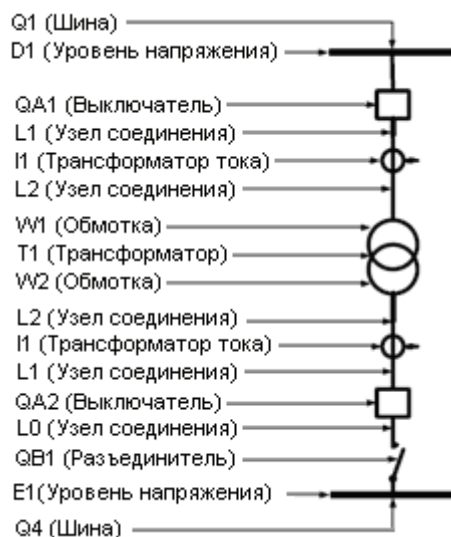 Q1 (Шина)
D1 (Уровень напряжения)
QA1 (Выключатель)
L1 (Узел соединения)
I1 (Трансформатор тока)
L2 (Узел соединения)
W1 (Обмотка)
T1 (Трансформатор)
W2 (Обмотка)
L2 (Узел соединения)
I1 (Трансформатор тока)
L1 (Узел соединения)
QA2 (Выключатель)
L0 (Узел соединения)
QB1 (Разъединитель)
E1(Уровень напряжения)
Q4 (Шина)